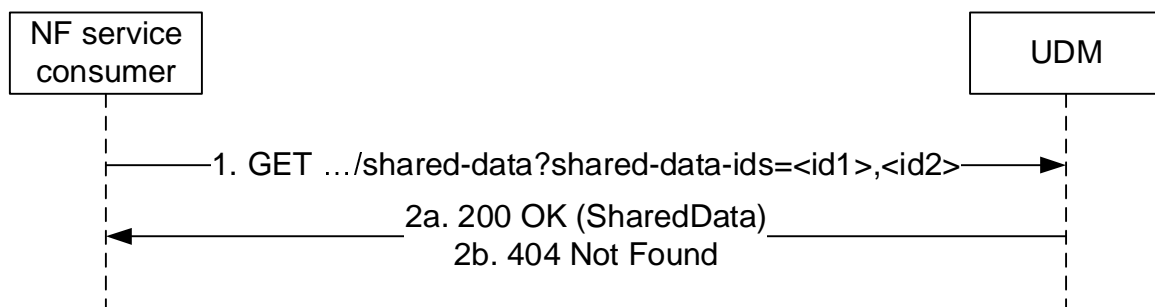 NF service
consumer
UDM
1. GET …/shared-data?shared-data-ids=<id1>,<id2>
2a. 200 OK (SharedData)
2b. 404 Not Found